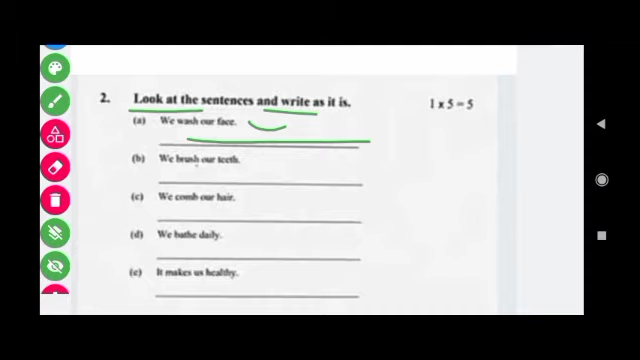 2. Look at the sentences and write as it is. 1 x 5 = 5
(a) We wash our face.
(b) We brush our teeth.
(c) We comb our hair.
(d) We bathe daily.
(e) It makes us healthy.